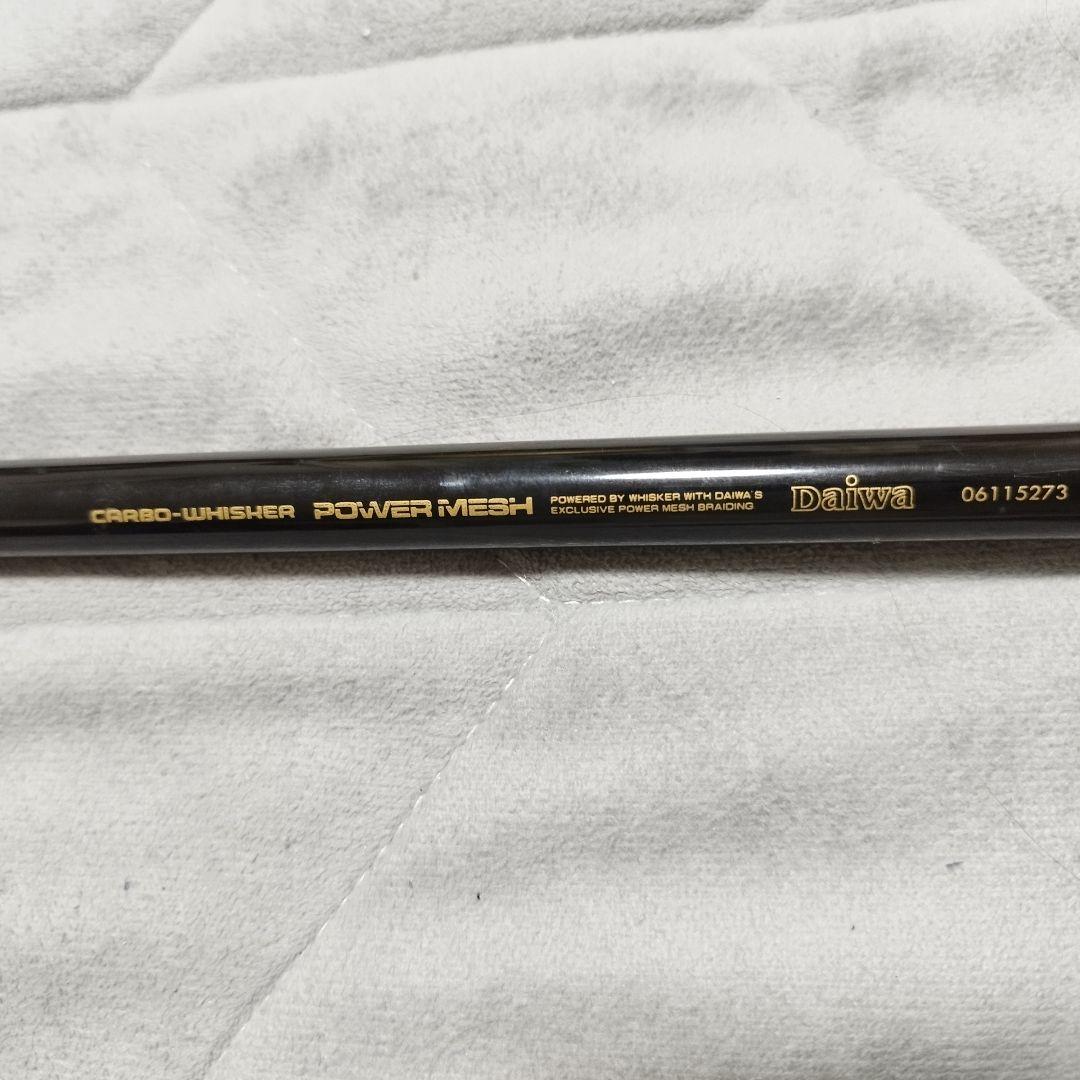 CARBO-WHISKER POWER MESH POWERED BY WHISKER WITH DAIWA'S
EXCLUSIVE POWER MESH BRAIDING
Daiwa 06115273